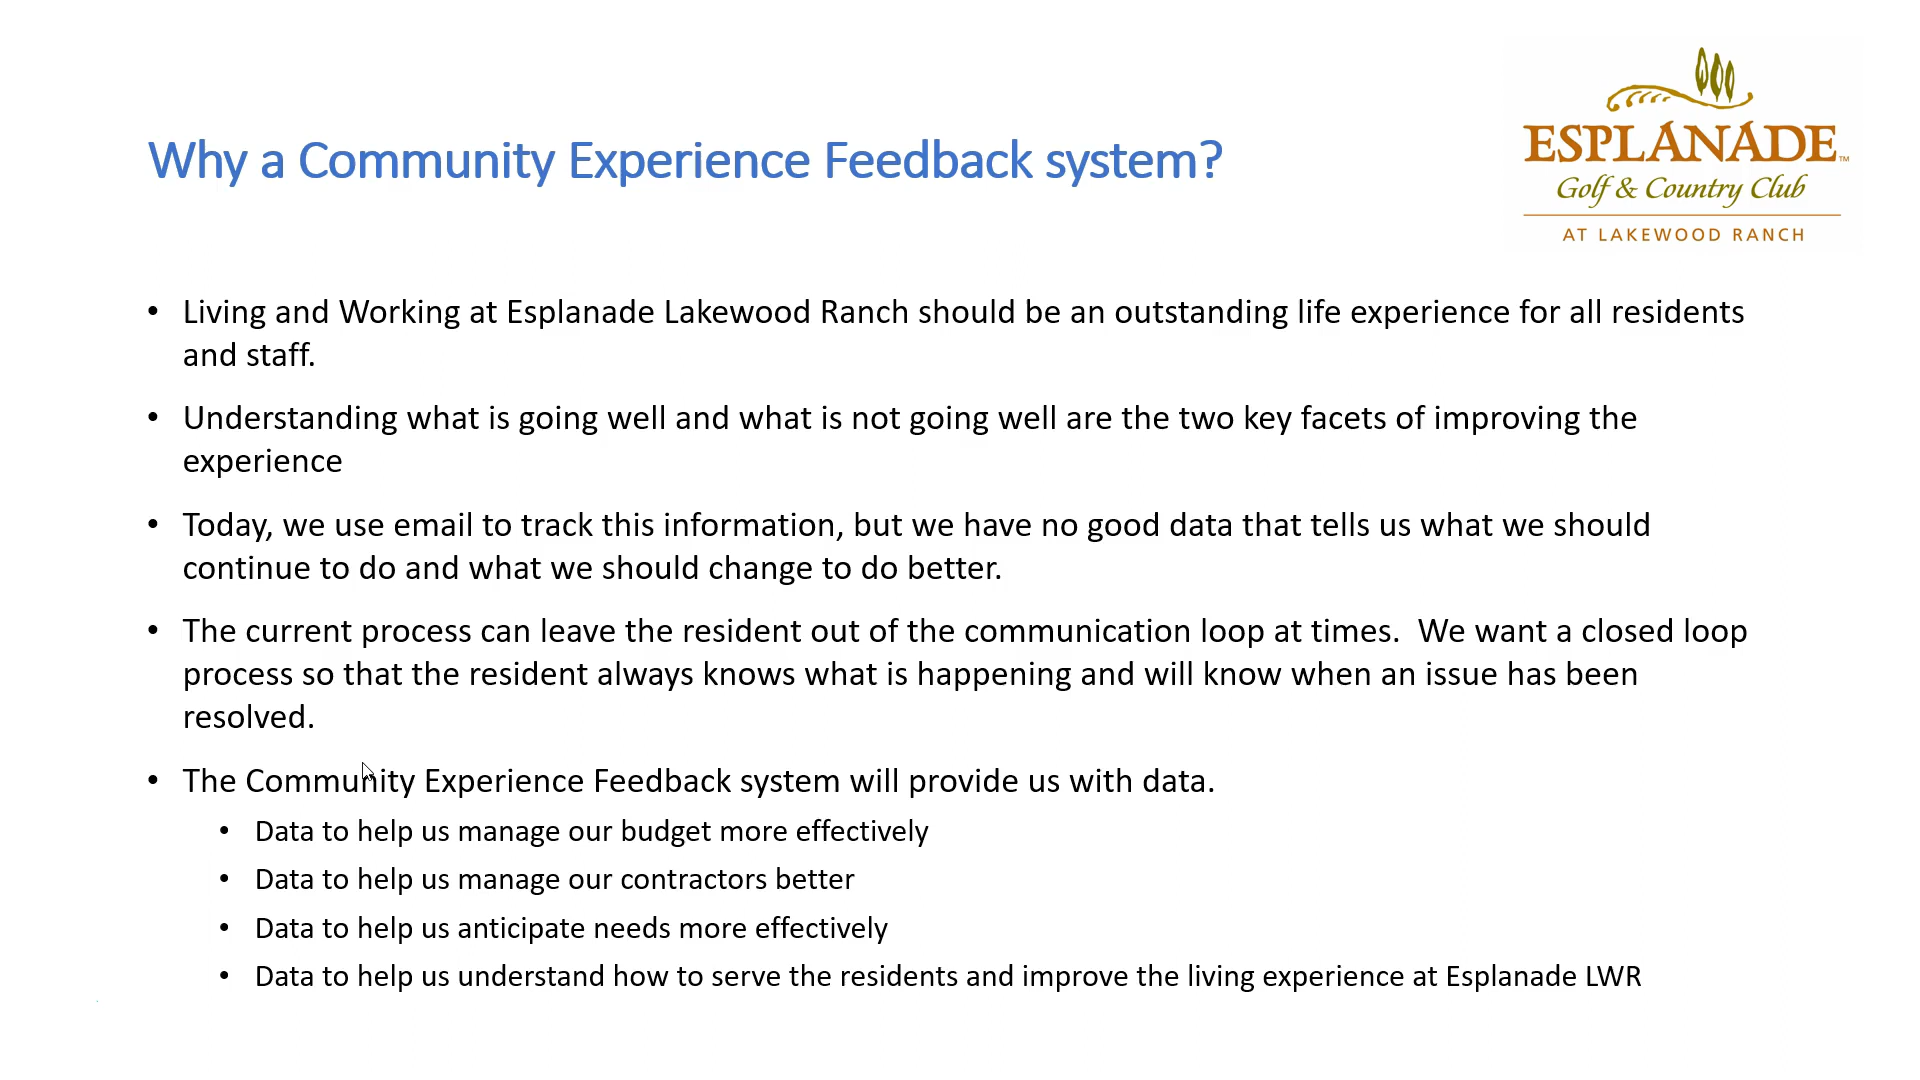 Why a Community Experience Feedback system?
ESPLANADE™
Golf & Country Club
AT LAKEWOOD RANCH
• Living and Working at Esplanade Lakewood Ranch should be an outstanding life experience for all residents
and staff.
• Understanding what is going well and what is not going well are the two key facets of improving the
experience
• Today, we use email to track this information, but we have no good data that tells us what we should
continue to do and what we should change to do better.
• The current process can leave the resident out of the communication loop at times.  We want a closed loop
process so that the resident always knows what is happening and will know when an issue has been
resolved.
• The Community Experience Feedback system will provide us with data.
• Data to help us manage our budget more effectively
• Data to help us manage our contractors better
• Data to help us anticipate needs more effectively
• Data to help us understand how to serve the residents and improve the living experience at Esplanade LWR